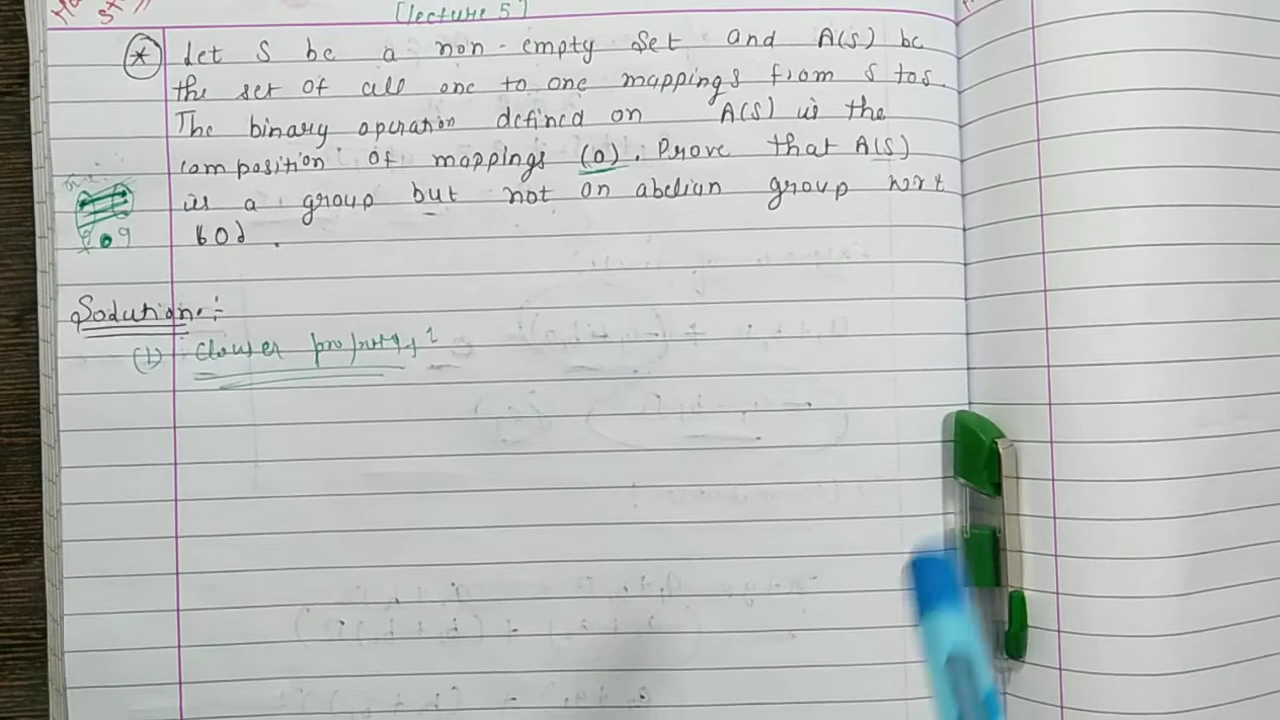 [lecture 5]
* Let S be a non-empty Set and A(S) be
the set of all one to one mappings from S to S.
The binary operation defined on A(S) is the
composition of mappings (o). Prove that A(S)
is a group but not an abelian group wrt
Solution :-
(1) Closer property :